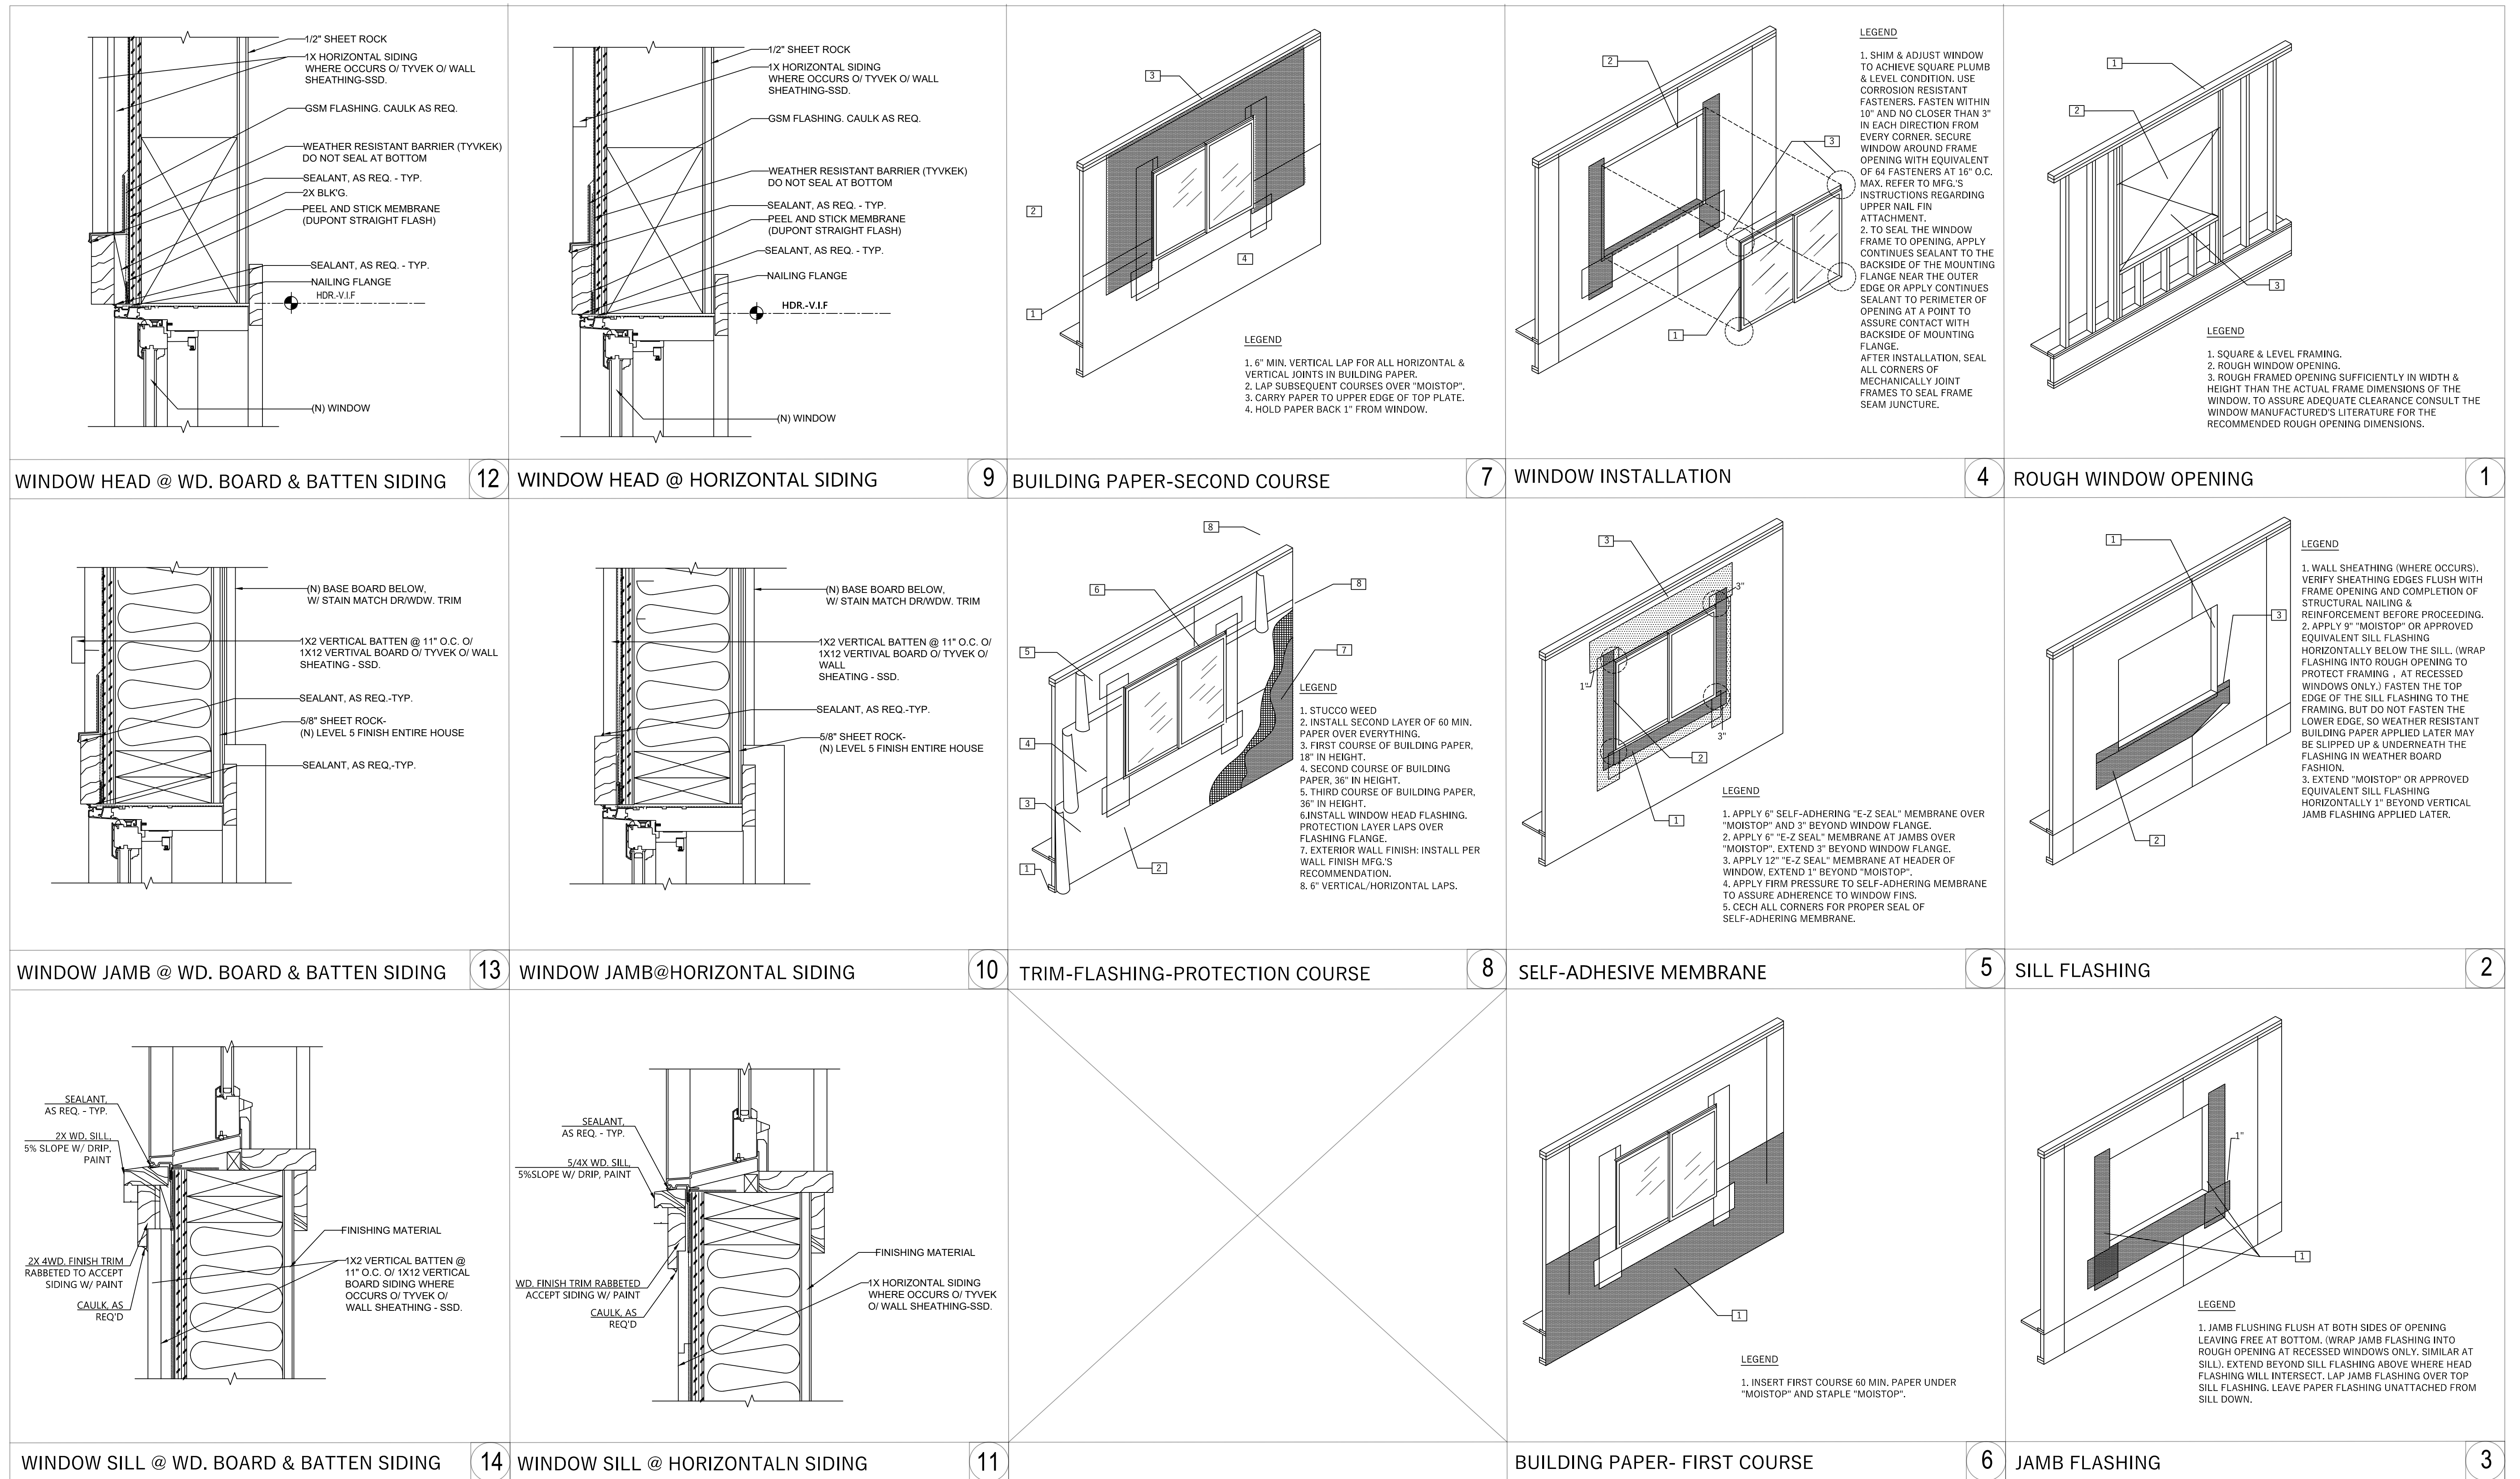 1/2" SHEET ROCK
1X HORIZONTAL SIDING
WHERE OCCURS O/ TYVEK O/ WALL
SHEATHING-SSD.
GSM FLASHING. CAULK AS REQ.
WEATHER RESISTANT BARRIER (TYVKEK)
DO NOT SEAL AT BOTTOM
SEALANT, AS REQ. - TYP.
2X BLK'G.
PEEL AND STICK MEMBRANE
(DUPONT STRAIGHT FLASH)
SEALANT, AS REQ. - TYP.
NAILING FLANGE
HDR.-V.I.F
(N) WINDOW
WINDOW HEAD @ WD. BOARD & BATTEN SIDING
12
1/2" SHEET ROCK
1X HORIZONTAL SIDING
WHERE OCCURS O/ TYVEK O/ WALL
SHEATHING-SSD.
GSM FLASHING. CAULK AS REQ.
WEATHER RESISTANT BARRIER (TYVKEK)
DO NOT SEAL AT BOTTOM
SEALANT, AS REQ. - TYP.
PEEL AND STICK MEMBRANE
(DUPONT STRAIGHT FLASH)
SEALANT, AS REQ. - TYP.
NAILING FLANGE
HDR.-V.I.F
(N) WINDOW
WINDOW HEAD @ HORIZONTAL SIDING
9
3
2
4
1
LEGEND
1. 6" MIN. VERTICAL LAP FOR ALL HORIZONTAL &
VERTICAL JOINTS IN BUILDING PAPER.
2. LAP SUBSEQUENT COURSES OVER "MOISTOP".
3. CARRY PAPER TO UPPER EDGE OF TOP PLATE.
4. HOLD PAPER BACK 1" FROM WINDOW.
BUILDING PAPER-SECOND COURSE
7
2
3
1
LEGEND
1. SHIM & ADJUST WINDOW
TO ACHIEVE SQUARE PLUMB
& LEVEL CONDITION. USE
CORROSION RESISTANT
FASTENERS. FASTEN WITHIN
10" AND NO CLOSER THAN 3"
IN EACH DIRECTION FROM
EVERY CORNER. SECURE
WINDOW AROUND FRAME
OPENING WITH EQUIVALENT
OF 64 FASTENERS AT 16" O.C.
MAX. REFER TO MFG.'S
INSTRUCTIONS REGARDING
UPPER NAIL FIN
ATTACHMENT.
2. TO SEAL THE WINDOW
FRAME TO OPENING, APPLY
CONTINUES SEALANT TO THE
BACKSIDE OF THE MOUNTING
FLANGE NEAR THE OUTER
EDGE OR APPLY CONTINUES
SEALANT TO PERIMETER OF
OPENING AT A POINT TO
ASSURE CONTACT WITH
BACKSIDE OF MOUNTING
FLANGE.
AFTER INSTALLATION, SEAL
ALL CORNERS OF
MECHANICALLY JOINT
FRAMES TO SEAL FRAME
SEAM JUNCTURE.
WINDOW INSTALLATION
4
1
2
3
LEGEND
1. SQUARE & LEVEL FRAMING.
2. ROUGH WINDOW OPENING.
3. ROUGH FRAMED OPENING SUFFICIENTLY IN WIDTH &
HEIGHT THAN THE ACTUAL FRAME DIMENSIONS OF THE
WINDOW. TO ASSURE ADEQUATE CLEARANCE CONSULT THE
WINDOW MANUFACTURED'S LITERATURE FOR THE
RECOMMENDED ROUGH OPENING DIMENSIONS.
ROUGH WINDOW OPENING
1
(N) BASE BOARD BELOW,
W/ STAIN MATCH DR/WDW. TRIM
1X2 VERTICAL BATTEN @ 11" O.C. O/
1X12 VERTIVAL BOARD O/ TYVEK O/ WALL
SHEATING - SSD.
SEALANT, AS REQ.-TYP.
5/8" SHEET ROCK-
(N) LEVEL 5 FINISH ENTIRE HOUSE
SEALANT, AS REQ,-TYP.
WINDOW JAMB @ WD. BOARD & BATTEN SIDING
13
(N) BASE BOARD BELOW,
W/ STAIN MATCH DR/WDW. TRIM
1X2 VERTICAL BATTEN @ 11" O.C. O/
1X12 VERTIVAL BOARD O/ TYVEK O/
WALL
SHEATING - SSD.
SEALANT, AS REQ.-TYP.
5/8" SHEET ROCK-
(N) LEVEL 5 FINISH ENTIRE HOUSE
WINDOW JAMB@HORIZONTAL SIDING
10
8
8
6
7
5
4
3
1
2
LEGEND
1. STUCCO WEED
2. INSTALL SECOND LAYER OF 60 MIN.
PAPER OVER EVERYTHING.
3. FIRST COURSE OF BUILDING PAPER,
18" IN HEIGHT.
4. SECOND COURSE OF BUILDING
PAPER, 36" IN HEIGHT.
5. THIRD COURSE OF BUILDING PAPER,
36" IN HEIGHT.
6.INSTALL WINDOW HEAD FLASHING.
PROTECTION LAYER LAPS OVER
FLASHING FLANGE.
7. EXTERIOR WALL FINISH: INSTALL PER
WALL FINISH MFG.'S
RECOMMENDATION.
8. 6" VERTICAL/HORIZONTAL LAPS.
TRIM-FLASHING-PROTECTION COURSE
8
3
3"
1"
3"
2
1
LEGEND
1. APPLY 6" SELF-ADHERING "E-Z SEAL" MEMBRANE OVER
"MOISTOP" AND 3" BEYOND WINDOW FLANGE.
2. APPLY 6" "E-Z SEAL" MEMBRANE AT JAMBS OVER
"MOISTOP". EXTEND 3" BEYOND WINDOW FLANGE.
3. APPLY 12" "E-Z SEAL" MEMBRANE AT HEADER OF
WINDOW, EXTEND 1" BEYOND "MOISTOP".
4. APPLY FIRM PRESSURE TO SELF-ADHERING MEMBRANE
TO ASSURE ADHERENCE TO WINDOW FINS.
5. CECH ALL CORNERS FOR PROPER SEAL OF
SELF-ADHERING MEMBRANE.
SELF-ADHESIVE MEMBRANE
5
1
3
2
LEGEND
1. WALL SHEATHING (WHERE OCCURS).
VERIFY SHEATHING EDGES FLUSH WITH
FRAME OPENING AND COMPLETION OF
STRUCTURAL NAILING &
REINFORCEMENT BEFORE PROCEEDING.
2. APPLY 9" "MOISTOP" OR APPROVED
EQUIVALENT SILL FLASHING
HORIZONTALLY BELOW THE SILL. (WRAP
FLASHING INTO ROUGH OPENING TO
PROTECT FRAMING , AT RECESSED
WINDOWS ONLY.) FASTEN THE TOP
EDGE OF THE SILL FLASHING TO THE
FRAMING. BUT DO NOT FASTEN THE
LOWER EDGE, SO WEATHER RESISTANT
BUILDING PAPER APPLIED LATER MAY
BE SLIPPED UP & UNDERNEATH THE
FLASHING IN WEATHER BOARD
FASHION.
3. EXTEND "MOISTOP" OR APPROVED
EQUIVALENT SILL FLASHING
HORIZONTALLY 1" BEYOND VERTICAL
JAMB FLASHING APPLIED LATER.
SILL FLASHING
2
SEALANT,
AS REQ. - TYP.
2X WD. SILL,
5% SLOPE W/ DRIP,
PAINT
2X 4WD. FINISH TRIM
RABBETED TO ACCEPT
SIDING W/ PAINT
CAULK, AS
REQ'D
FINISHING MATERIAL
1X2 VERTICAL BATTEN @
11" O.C. O/ 1X12 VERTICAL
BOARD SIDING WHERE
OCCURS O/ TYVEK O/
WALL SHEATHING - SSD.
WINDOW SILL @ WD. BOARD & BATTEN SIDING
14
SEALANT,
AS REQ. - TYP.
5/4X WD. SILL,
5%SLOPE W/ DRIP, PAINT
WD. FINISH TRIM RABBETED
ACCEPT SIDING W/ PAINT
CAULK, AS
REQ'D
FINISHING MATERIAL
1X HORIZONTAL SIDING
WHERE OCCURS O/ TYVEK
O/ WALL SHEATHING-SSD.
WINDOW SILL @ HORIZONTALN SIDING
11
1
LEGEND
1. INSERT FIRST COURSE 60 MIN. PAPER UNDER
"MOISTOP" AND STAPLE "MOISTOP".
BUILDING PAPER- FIRST COURSE
6
1"
1
LEGEND
1. JAMB FLUSHING FLUSH AT BOTH SIDES OF OPENING
LEAVING FREE AT BOTTOM. (WRAP JAMB FLASHING INTO
ROUGH OPENING AT RECESSED WINDOWS ONLY. SIMILAR AT
SILL). EXTEND BEYOND SILL FLASHING ABOVE WHERE HEAD
FLASHING WILL INTERSECT. LAP JAMB FLASHING OVER TOP
SILL FLASHING. LEAVE PAPER FLASHING UNATTACHED FROM
SILL DOWN.
JAMB FLASHING
3